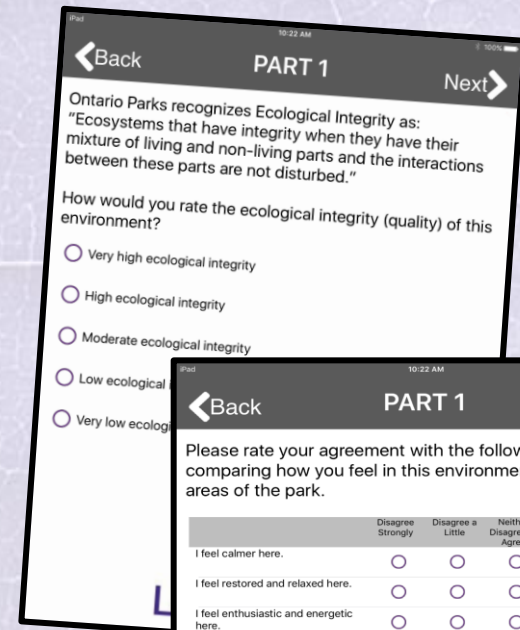 iPad
10:22 AM
100%
Back
PART 1
Next
Ontario Parks recognizes Ecological Integrity as:
"Ecosystems that have integrity when they have their
mixture of living and non-living parts and the interactions
between these parts are not disturbed."
How would you rate the ecological integrity (quality) of this
environment?
Very high ecological integrity
High ecological integrity
Moderate ecological integrity
Low ecological
Very low
L
iPad
10:22 AM
Back
PART 1
Please rate your agreement with the
comparing how you feel in this
areas of the park.
Disagree
Strongly
Disagree a
Little
I feel calmer here.
I feel restored and relaxed here.
I feel enthusiastic and energetic
here.